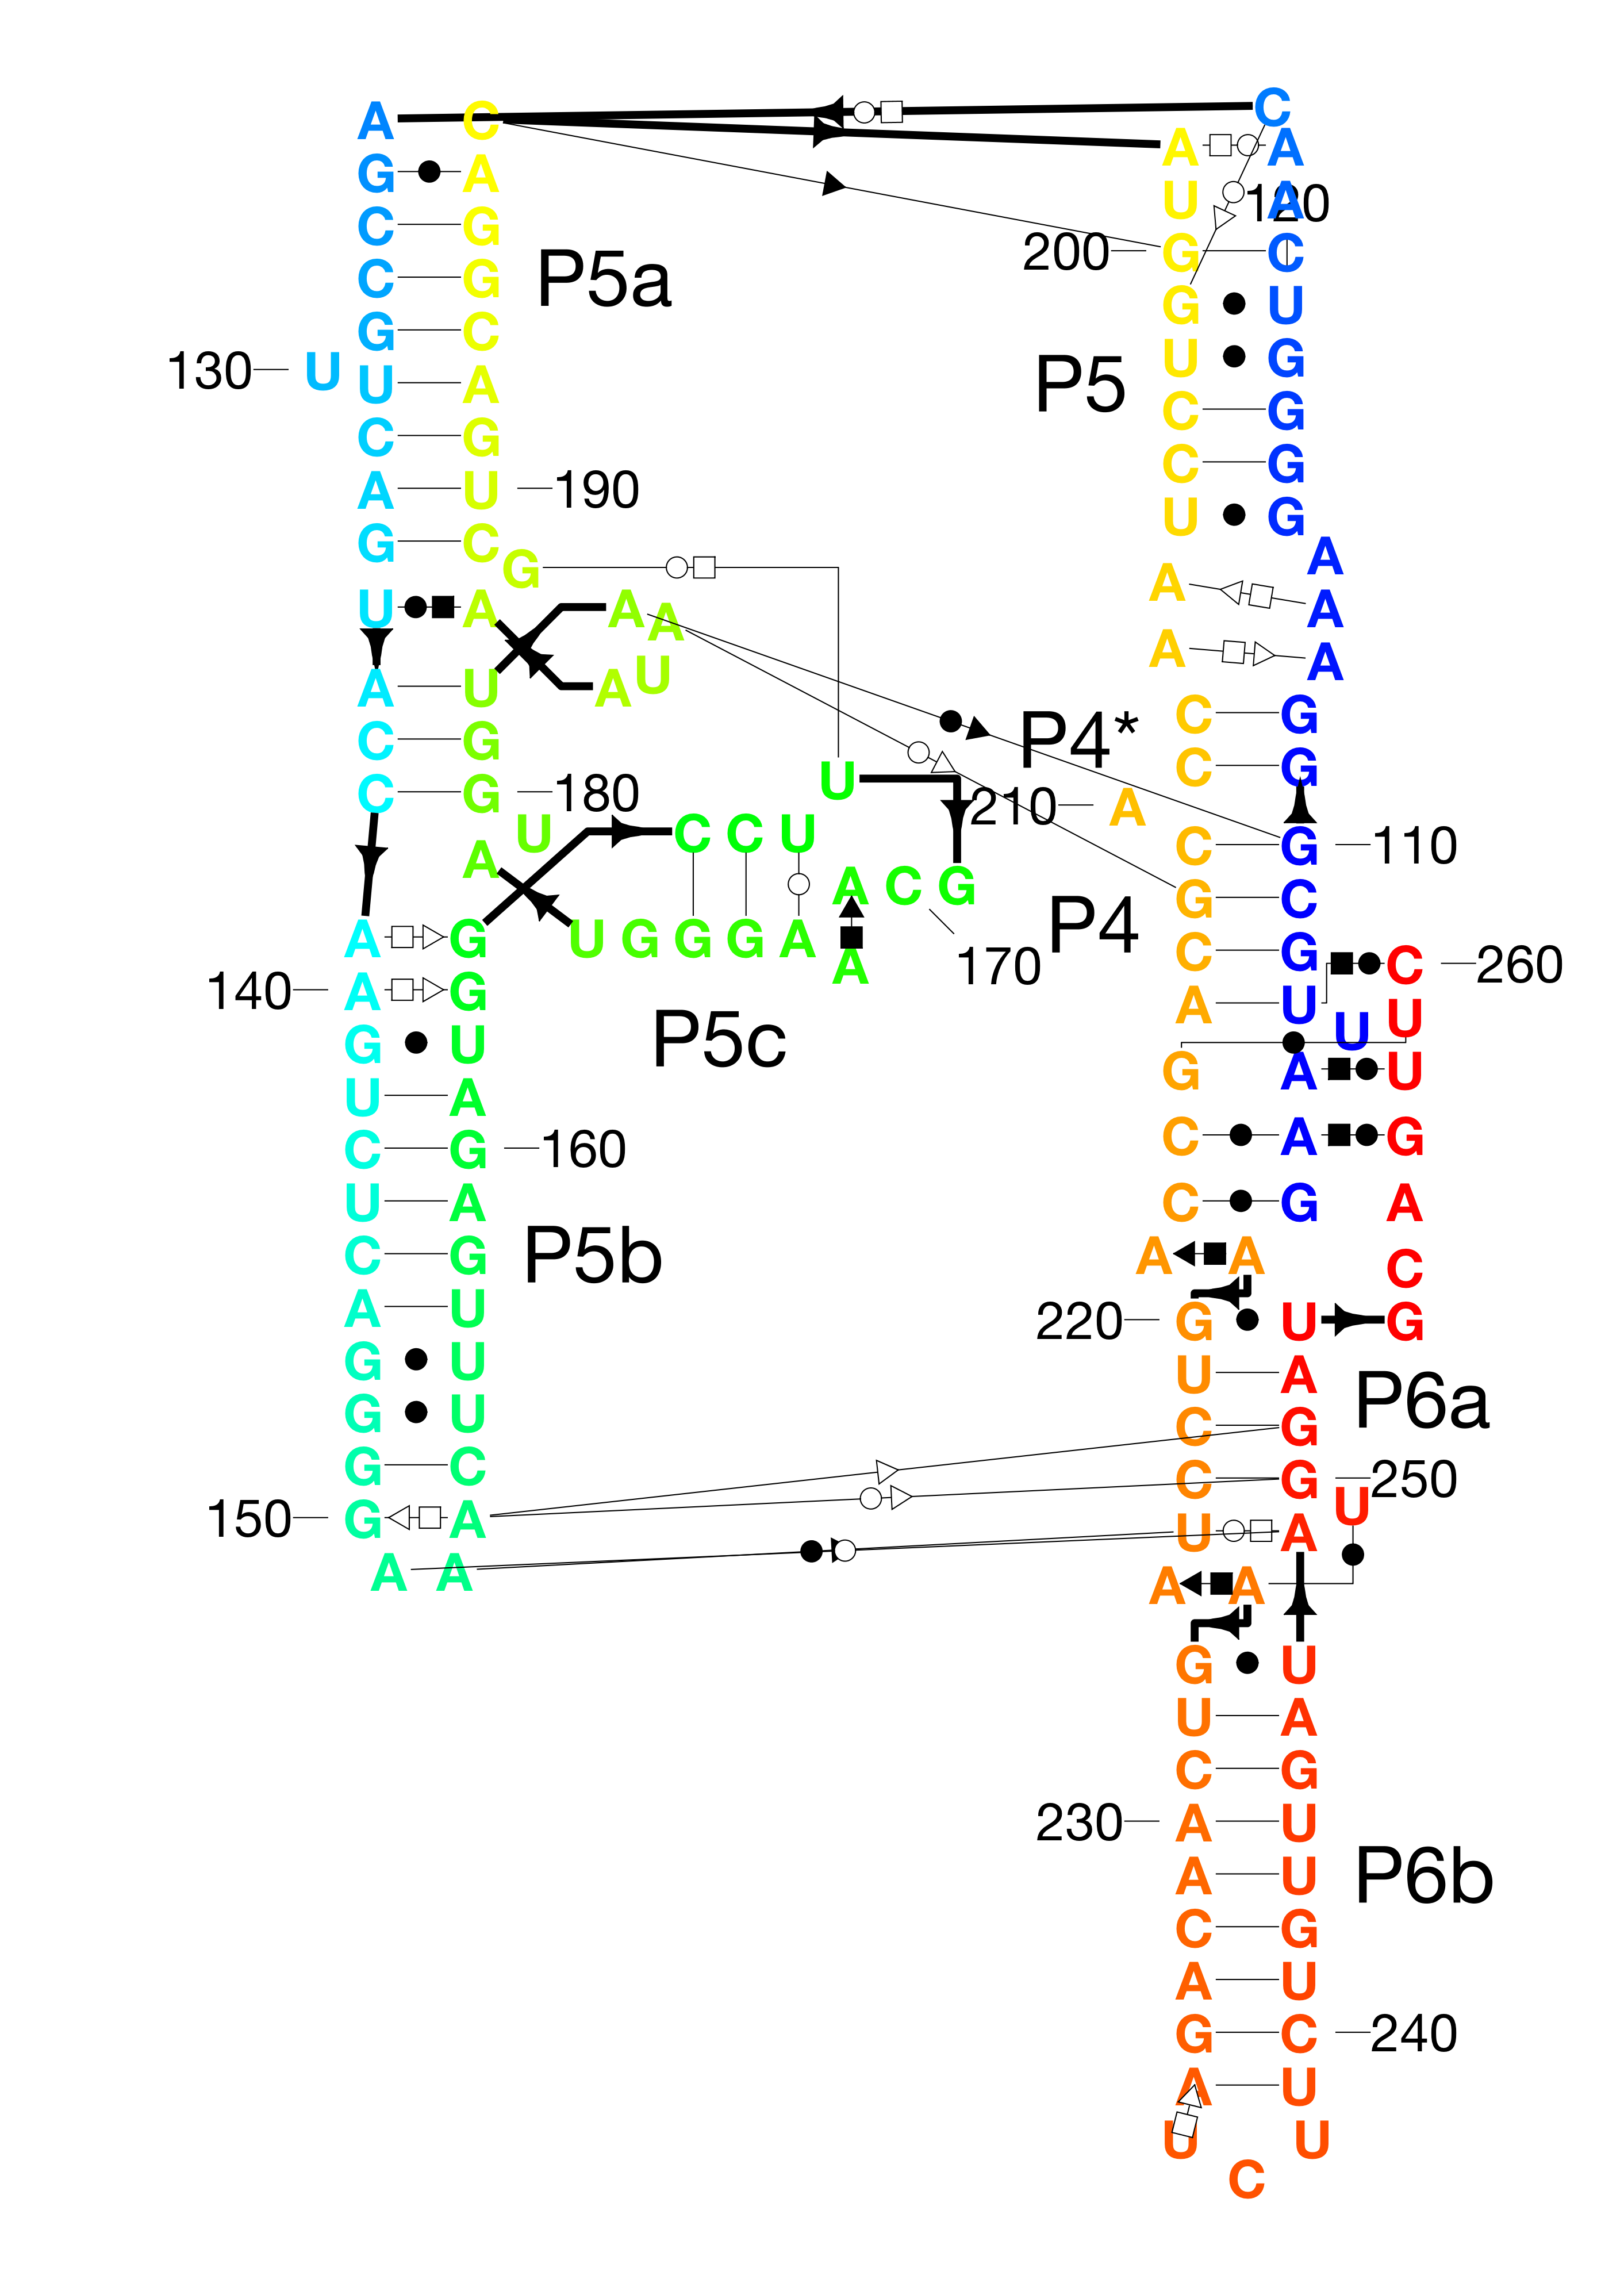 A C C
G A A A
C G U A 120
C G P5a 200 G C
G C G U
130 U U A P5 U G
C G C G
A U 190 C G
G C G U G
A
U A A A A A
U A A
A U A U C G
C G P4* C G
U 210 A
C G 180 U C C U C G 110
A A C G P4 G C
A G U G G G A C G C 260
A 170
140 A G A U U U
G U P5c G A U
U A
C G 160 C A G
U A C G A
C G P5b A A C
A U 220 G U G
G U U A P6a
G U C G
G C C G 250
150 G A U A U
A A A A
G U
U A
C G
230 A U
A U P6b
C G
A U
G C 240
A U
U U
C